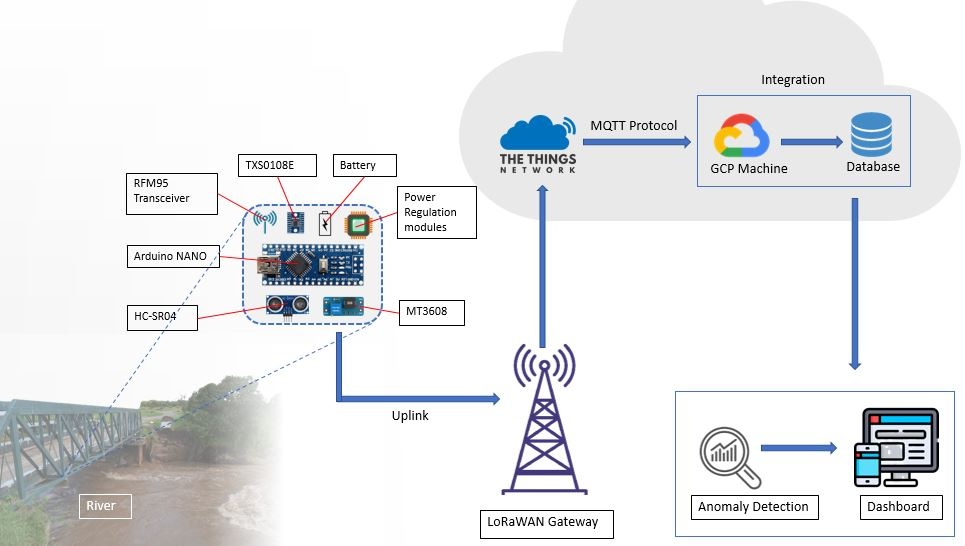 Integration
MQTT Protocol
THE THINGS
NETWORK
GCP Machine
Database
TXS0108E
Battery
RFM95
Transceiver
Power
Regulation
modules
Arduino NANO
HC-SR04
MT3608
Uplink
River
LoRaWAN Gateway
Anomaly Detection
Dashboard